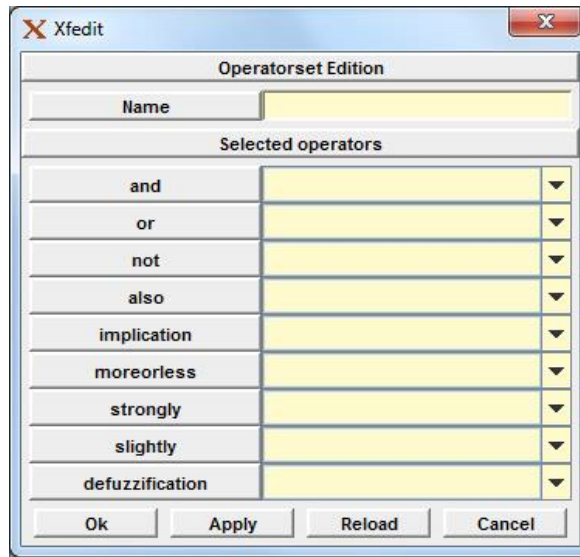 Xfedit
Operatorset Edition
Name
Selected operators
and
or
not
also
implication
moreorless
strongly
slightly
defuzzification
Ok Apply Reload Cancel